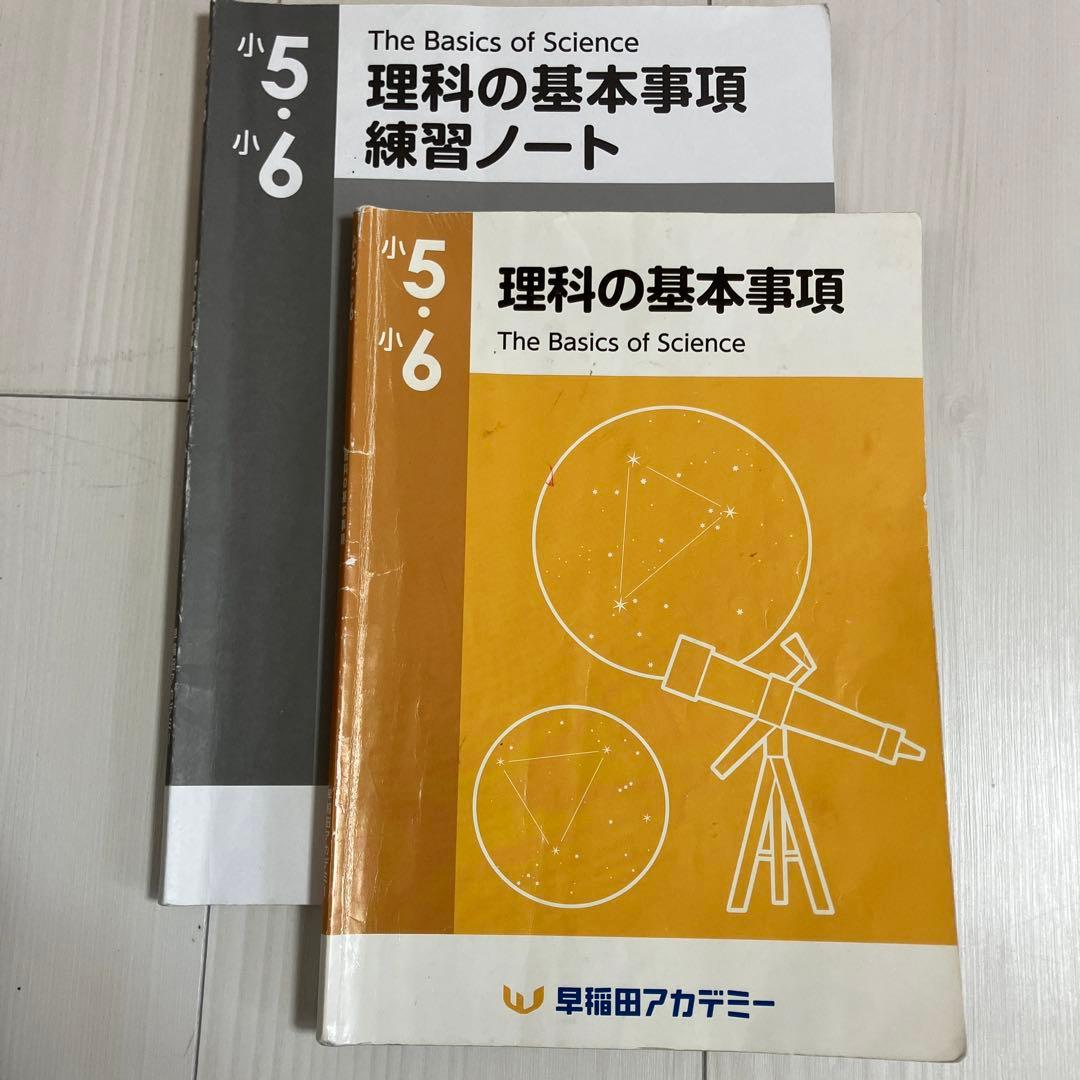 小5・小6
The Basics of Science
理科の基本事項
練習ノート
小5・小6
理科の基本事項
The Basics of Science
早稲田アカデミー